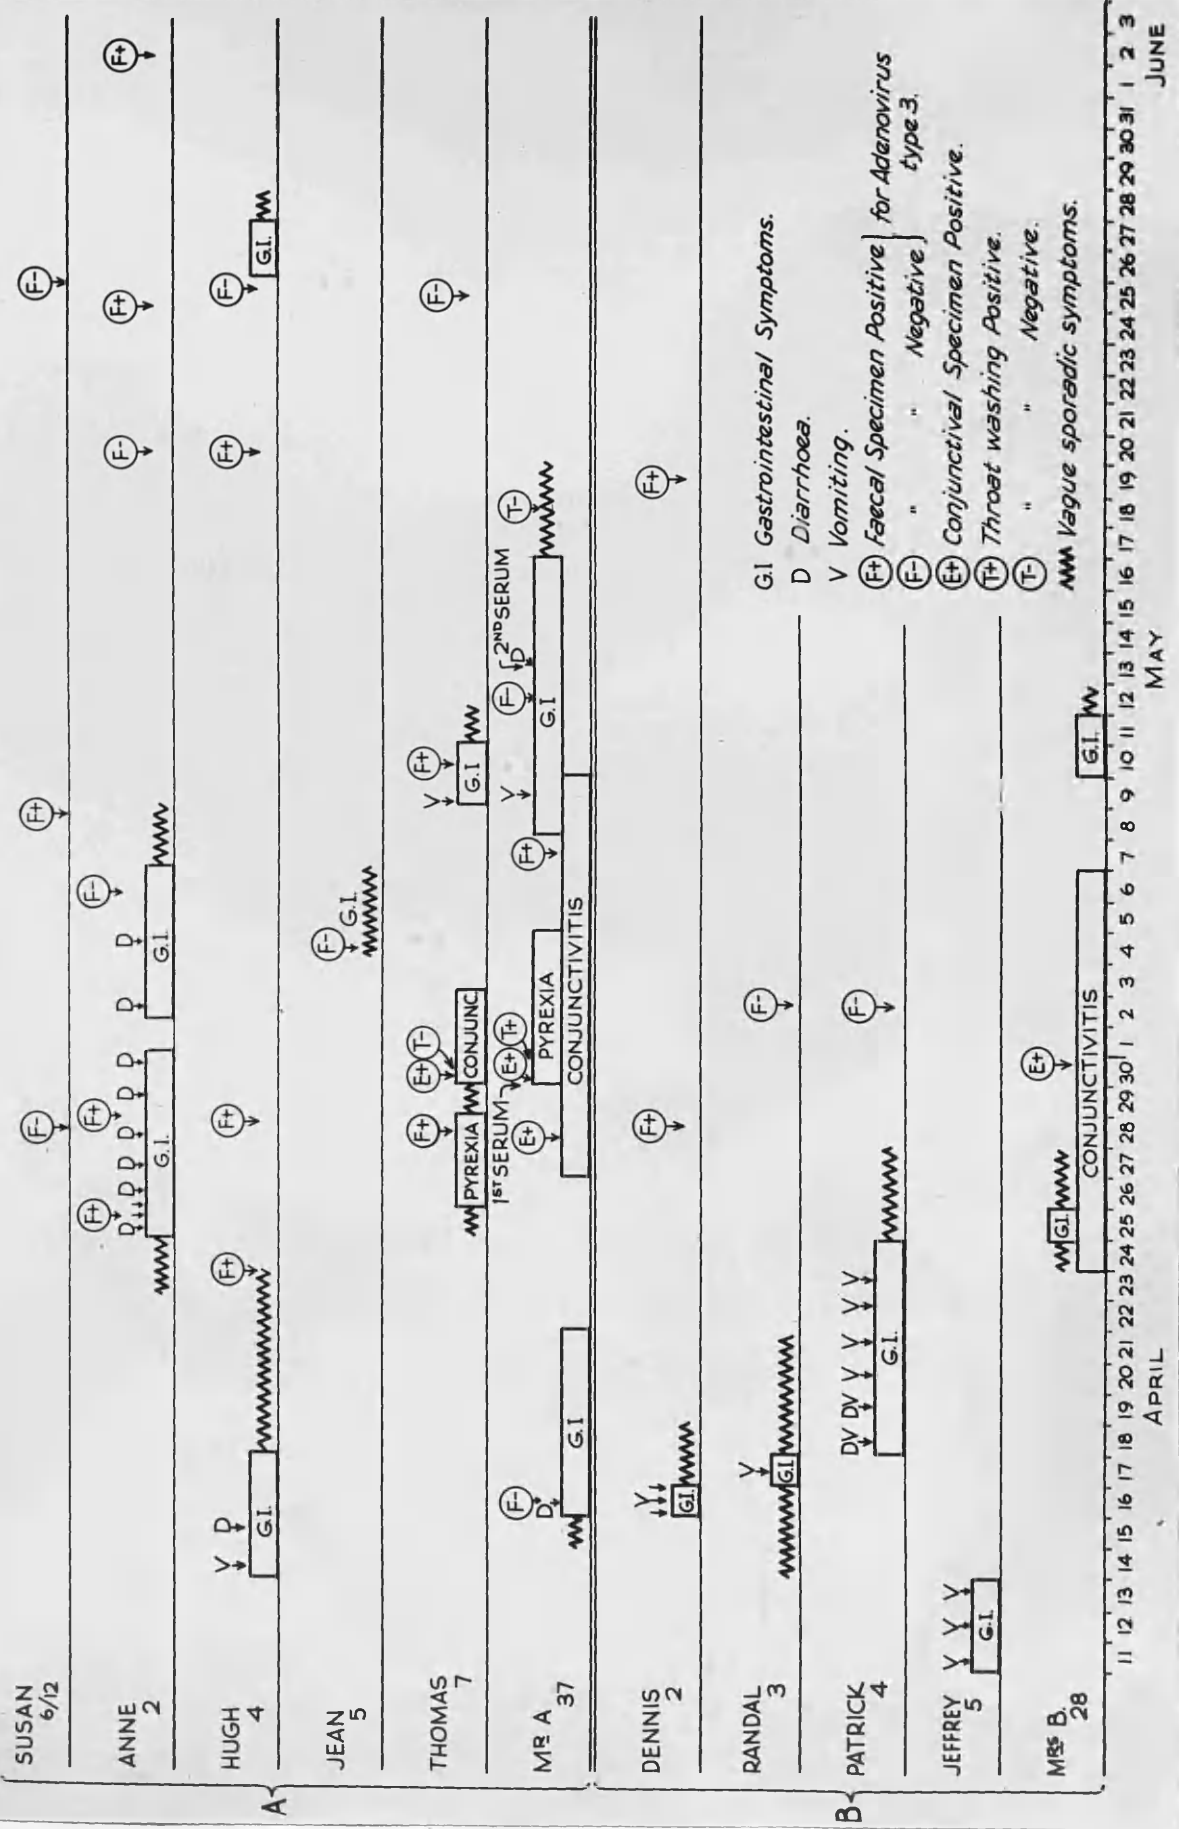 SUSAN
6/12
F-
F+
F-
ANNE
2
F+ F+ F- F- F+ F+
D D D D D D D D
G.I. G.I.
HUGH
4
V D F+ F+ F+ F-
G.I. G.I.
JEAN
5
F-
G.I.
THOMAS
7
F+ E+ T- V F+ F-
PYREXIA CONJUNC. G.I
A
MR A
37
F- 1ST SERUM E+ E+ T+ F+ V F- 2ND SERUM T-
D PYREXIA G.I D
G.I CONJUNCTIVITIS
DENNIS
2
V F+ F+
G.I.
RANDAL
3
V F-
G.I.
PATRICK
4
DV DV V V V V F-
G.I.
B
JEFFREY
5
V V V
G.I.
MRS B.
28
E+
G.I. G.I.
CONJUNCTIVITIS
G.I Gastrointestinal Symptoms.
D Diarrhoea.
V Vomiting.
F+ Faecal Specimen Positive } for Adenovirus
F- " " Negative } type 3.
E+ Conjunctival Specimen Positive.
T+ Throat washing Positive.
T- " " Negative.
Vague sporadic symptoms.
11 12 13 14 15 16 17 18 19 20 21 22 23 24 25 26 27 28 29 30 1 2 3 4 5 6 7 8 9 10 11 12 13 14 15 16 17 18 19 20 21 22 23 24 25 26 27 28 29 30 31 1 2 3
APRIL MAY JUNE